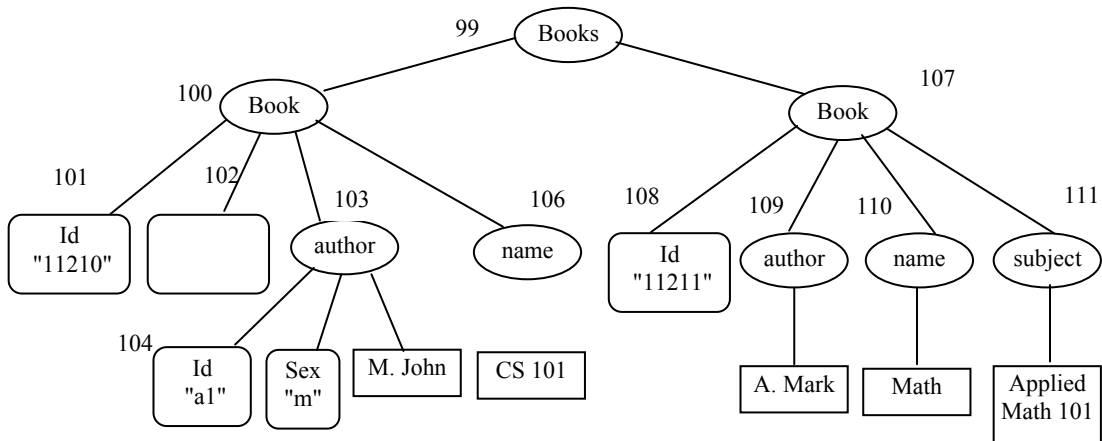 99
Books
100
Book
107
Book
101
102
103
106
108
109
110
111
Id
"11210"
author
name
Id
"11211"
author
name
subject
104
Id
"a1"
Sex
"m"
M. John
CS 101
A. Mark
Math
Applied
Math 101